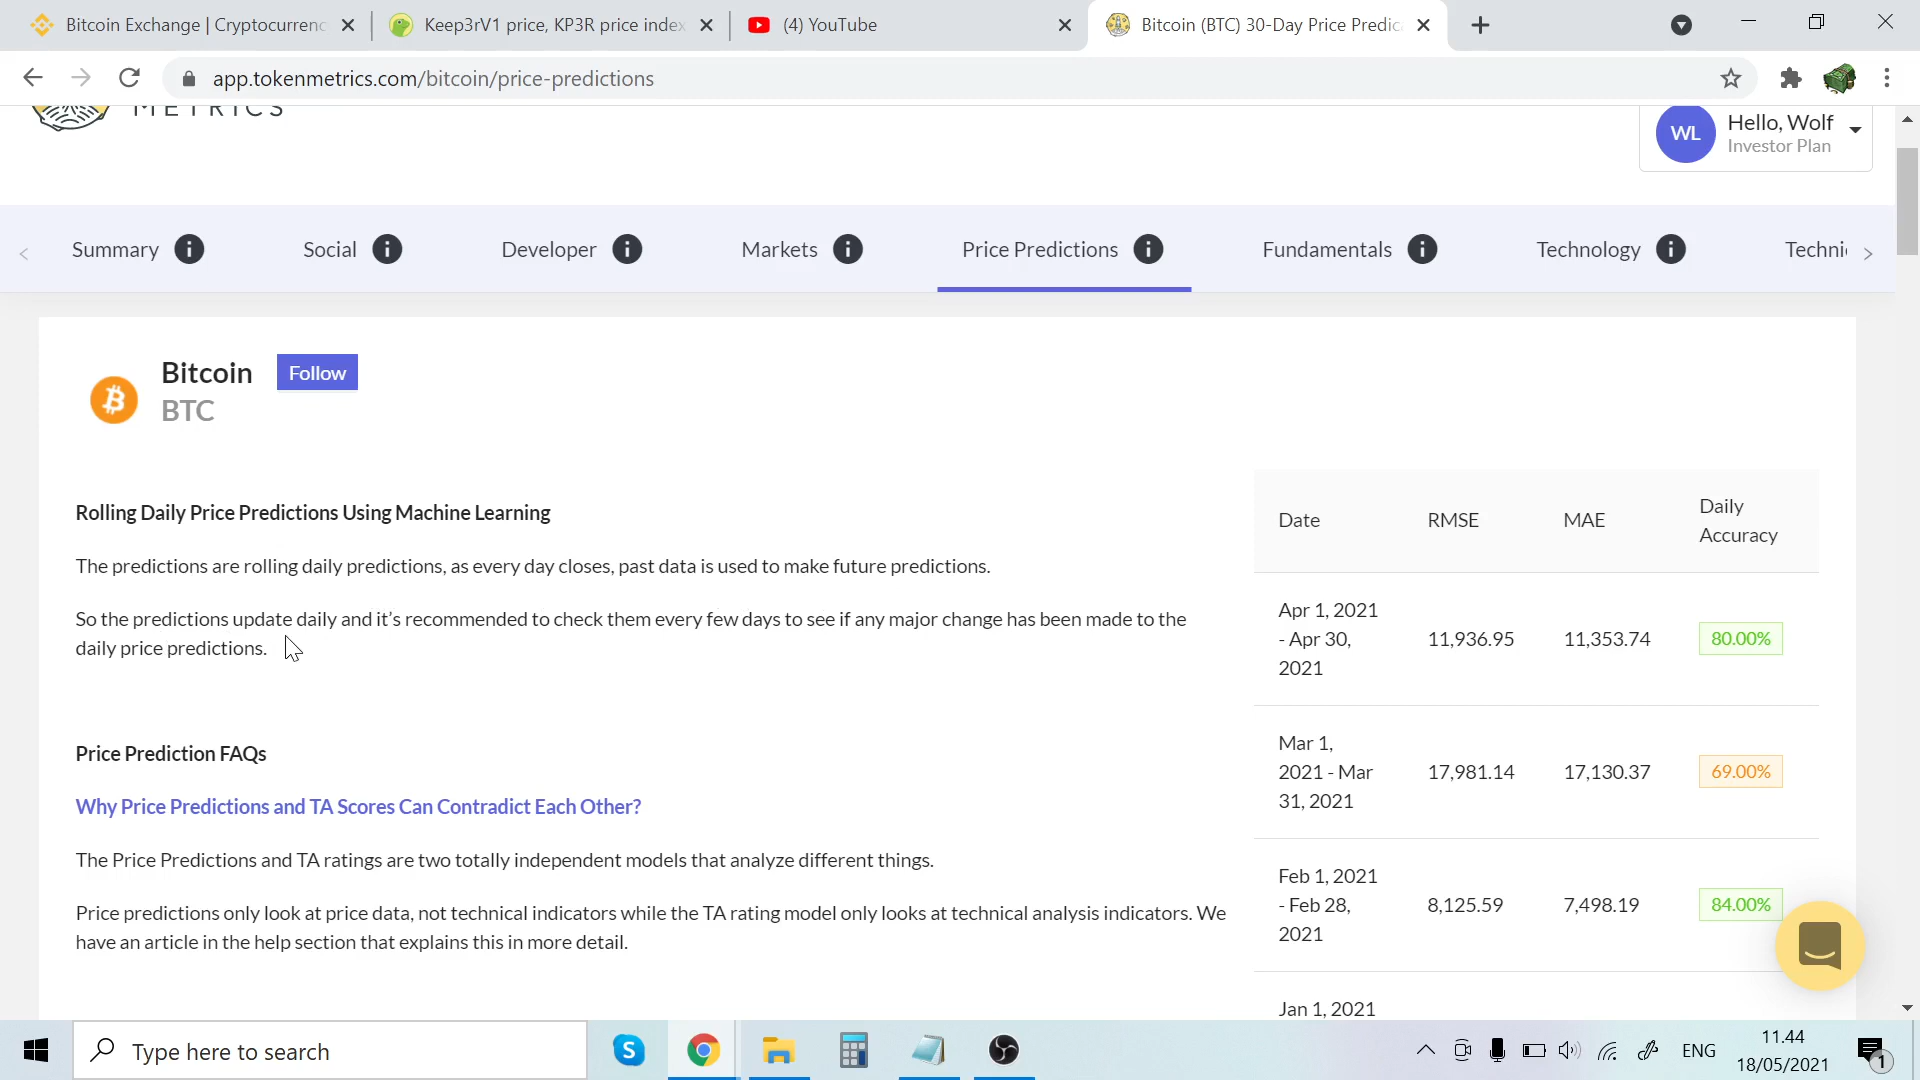 Bitcoin Exchange | Cryptocurrenc
Keep3rV1 price, KP3R price index
(4) YouTube
Bitcoin (BTC) 30-Day Price Predic
app.tokenmetrics.com/bitcoin/price-predictions
METRICS
WL
Hello, Wolf
Investor Plan
Summary
Social
Developer
Markets
Price Predictions
Fundamentals
Technology
Techni
Bitcoin
Follow
BTC
Rolling Daily Price Predictions Using Machine Learning
The predictions are rolling daily predictions, as every day closes, past data is used to make future predictions.
So the predictions update daily and it’s recommended to check them every few days to see if any major change has been made to the
daily price predictions.
Price Prediction FAQs
Why Price Predictions and TA Scores Can Contradict Each Other?
The Price Predictions and TA ratings are two totally independent models that analyze different things.
Price predictions only look at price data, not technical indicators while the TA rating model only looks at technical analysis indicators. We
have an article in the help section that explains this in more detail.
Date
RMSE
MAE
Daily
Accuracy
Apr 1, 2021
- Apr 30,
2021
11,936.95
11,353.74
80.00%
Mar 1,
2021 - Mar
31, 2021
17,981.14
17,130.37
69.00%
Feb 1, 2021
- Feb 28,
2021
8,125.59
7,498.19
84.00%
Jan 1, 2021
Type here to search
ENG
11.44
18/05/2021
1